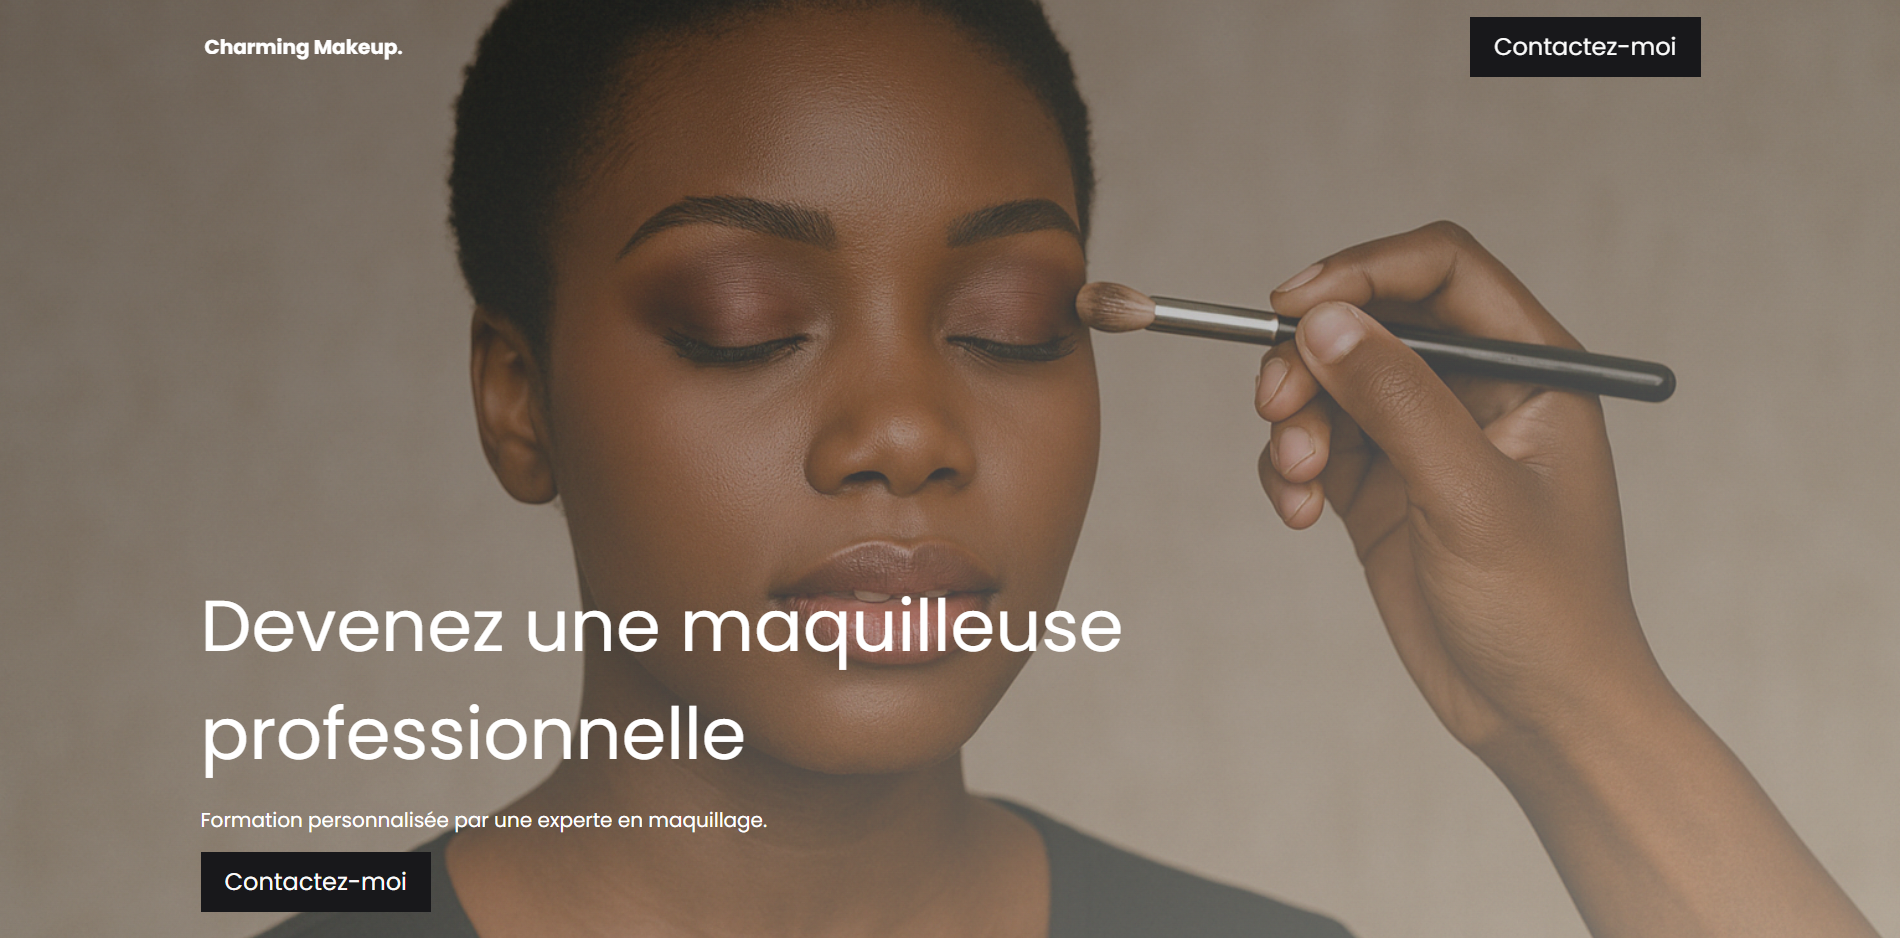 Charming Makeup.
Contactez-moi
Devenez une maquilleuse
professionnelle
Formation personnalisée par une experte en maquillage.
Contactez-moi